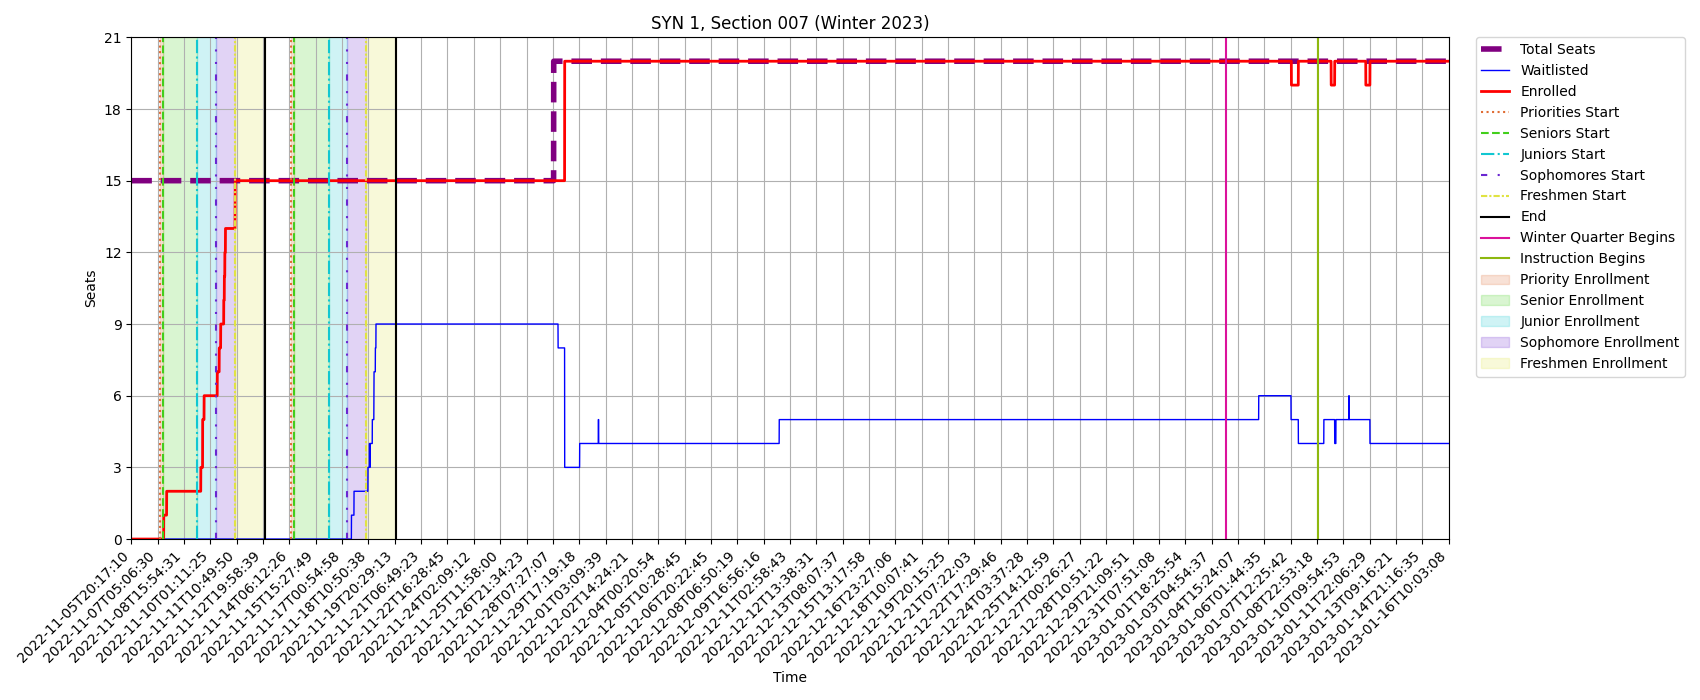 SYN 1, Section 007 (Winter 2023)
21
18
15
12
9
6
3
0
Seats
2022-11-05T20:17:10
2022-11-07T05:06:30
2022-11-08T15:54:31
2022-11-10T01:11:25
2022-11-11T10:49:50
2022-11-12T19:58:39
2022-11-14T06:12:26
2022-11-15T15:27:49
2022-11-17T00:54:58
2022-11-18T10:50:38
2022-11-19T20:29:13
2022-11-21T06:49:23
2022-11-22T16:28:45
2022-11-24T02:09:12
2022-11-25T11:58:00
2022-11-26T21:34:23
2022-11-28T07:27:07
2022-11-29T17:19:18
2022-12-01T03:09:39
2022-12-02T14:24:21
2022-12-04T00:20:54
2022-12-05T10:28:45
2022-12-06T20:22:45
2022-12-08T06:50:19
2022-12-09T16:56:16
2022-12-11T02:58:43
2022-12-12T12:38:31
2022-12-13T08:07:37
2022-12-15T13:17:58
2022-12-16T23:27:06
2022-12-18T10:07:41
2022-12-19T20:15:25
2022-12-21T07:22:03
2022-12-22T17:29:46
2022-12-24T03:37:28
2022-12-25T14:12:59
2022-12-27T00:26:27
2022-12-28T10:51:22
2022-12-29T21:09:51
2022-12-31T07:51:08
2023-01-01T18:25:54
2023-01-03T04:54:37
2023-01-04T15:24:07
2023-01-06T01:44:35
2023-01-07T12:25:42
2023-01-08T22:53:18
2023-01-10T09:54:53
2023-01-11T22:06:29
2023-01-13T09:16:21
2023-01-14T21:16:35
2023-01-16T10:03:08
Time
Total Seats
Waitlisted
Enrolled
Priorities Start
Seniors Start
Juniors Start
Sophomores Start
Freshmen Start
End
Winter Quarter Begins
Instruction Begins
Priority Enrollment
Senior Enrollment
Junior Enrollment
Sophomore Enrollment
Freshmen Enrollment